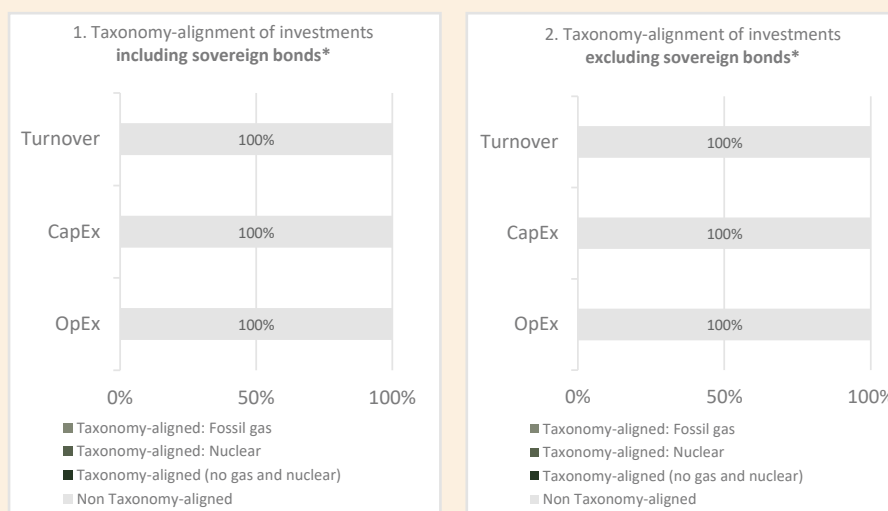 1. Taxonomy-alignment of investments
including sovereign bonds*
Turnover
100%
CapEx
100%
OpEx
100%
0%
50%
100%
Taxonomy-aligned: Fossil gas
Taxonomy-aligned: Nuclear
Taxonomy-aligned (no gas and nuclear)
Non Taxonomy-aligned
2. Taxonomy-alignment of investments
excluding sovereign bonds*
Turnover
100%
CapEx
100%
OpEx
100%
0%
50%
100%
Taxonomy-aligned: Fossil gas
Taxonomy-aligned: Nuclear
Taxonomy-aligned (no gas and nuclear)
Non Taxonomy-aligned